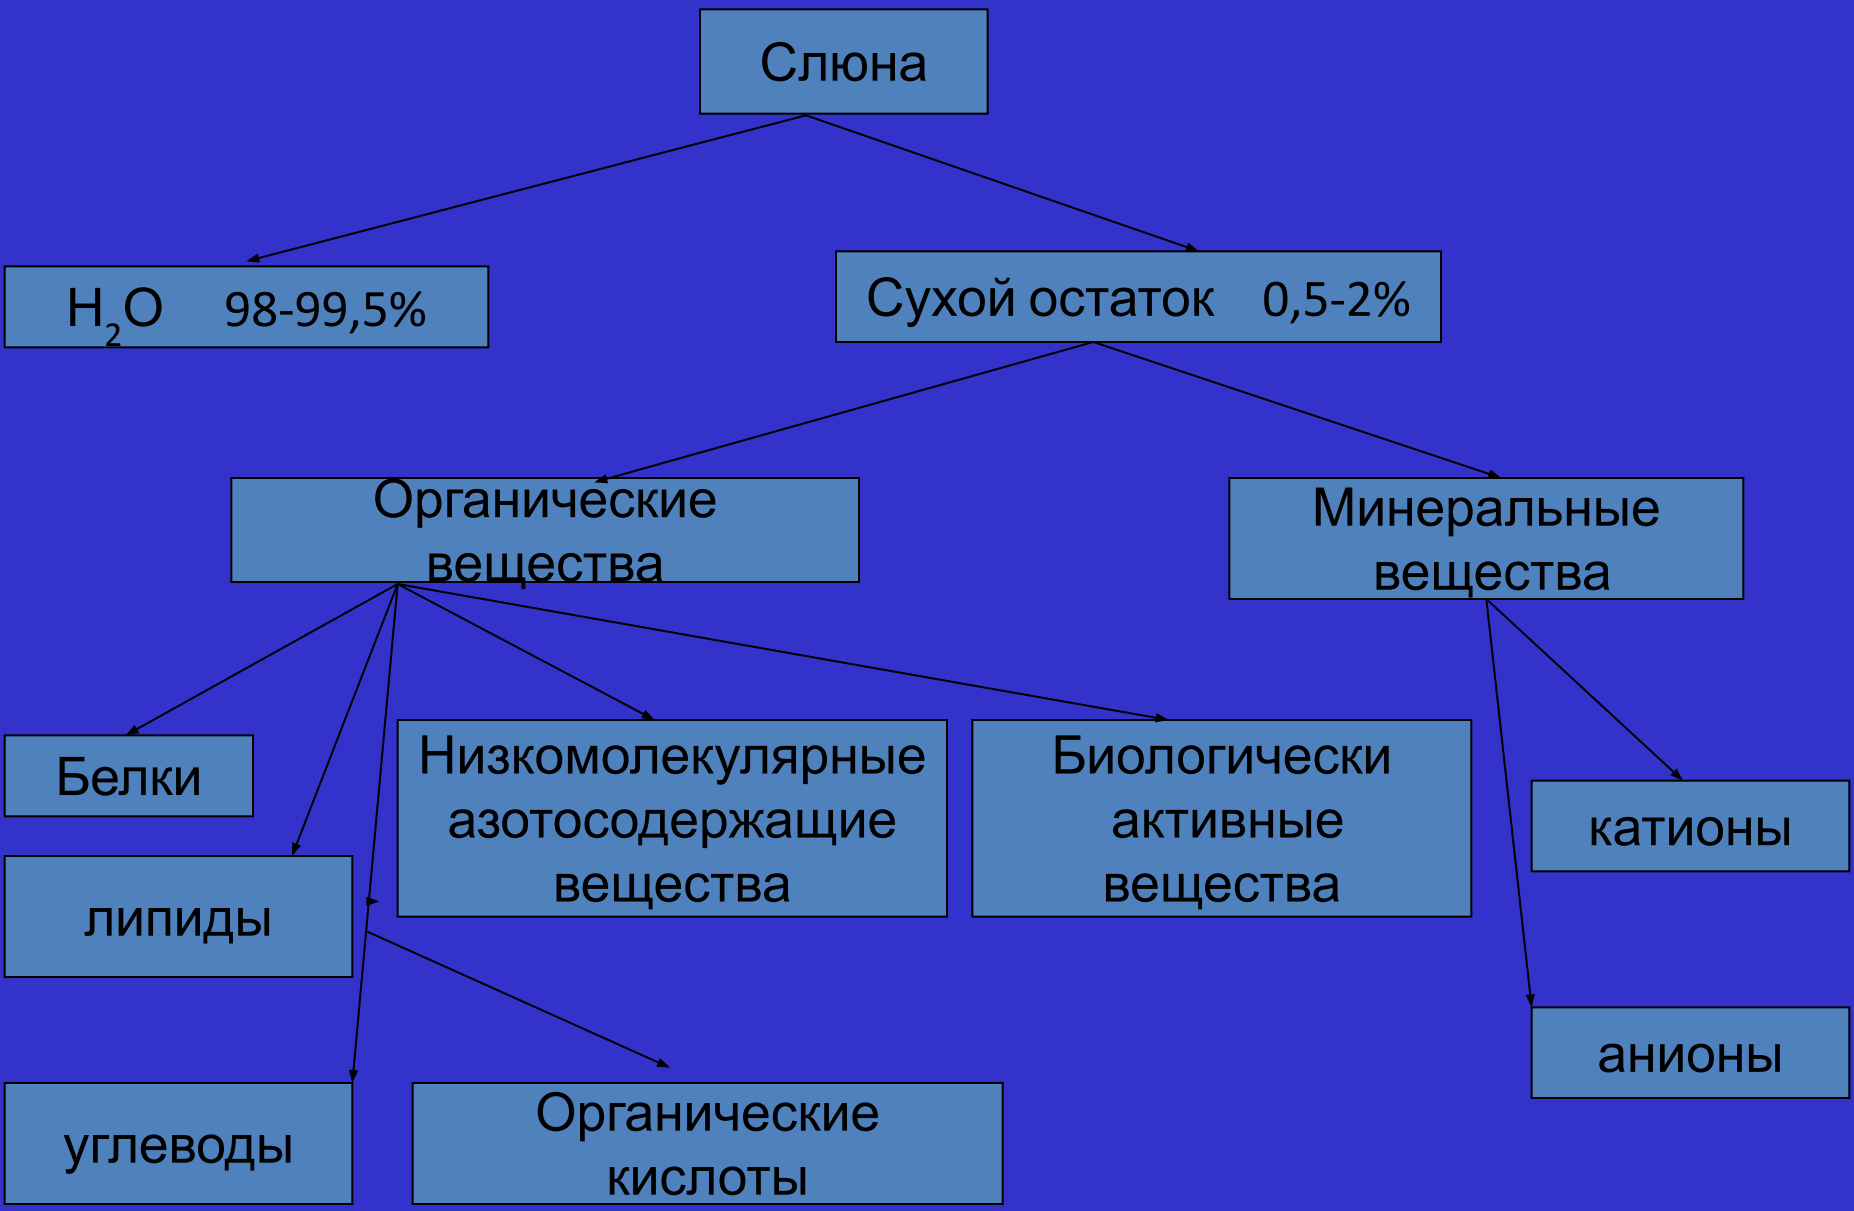 Слюна
H₂O 98-99,5%
Сухой остаток 0,5-2%
Органические
вещества
Минеральные
вещества
Белки
Низкомолекулярные
азотосодержащие
вещества
Биологически
активные
вещества
катионы
липиды
анионы
углеводы
Органические
кислоты